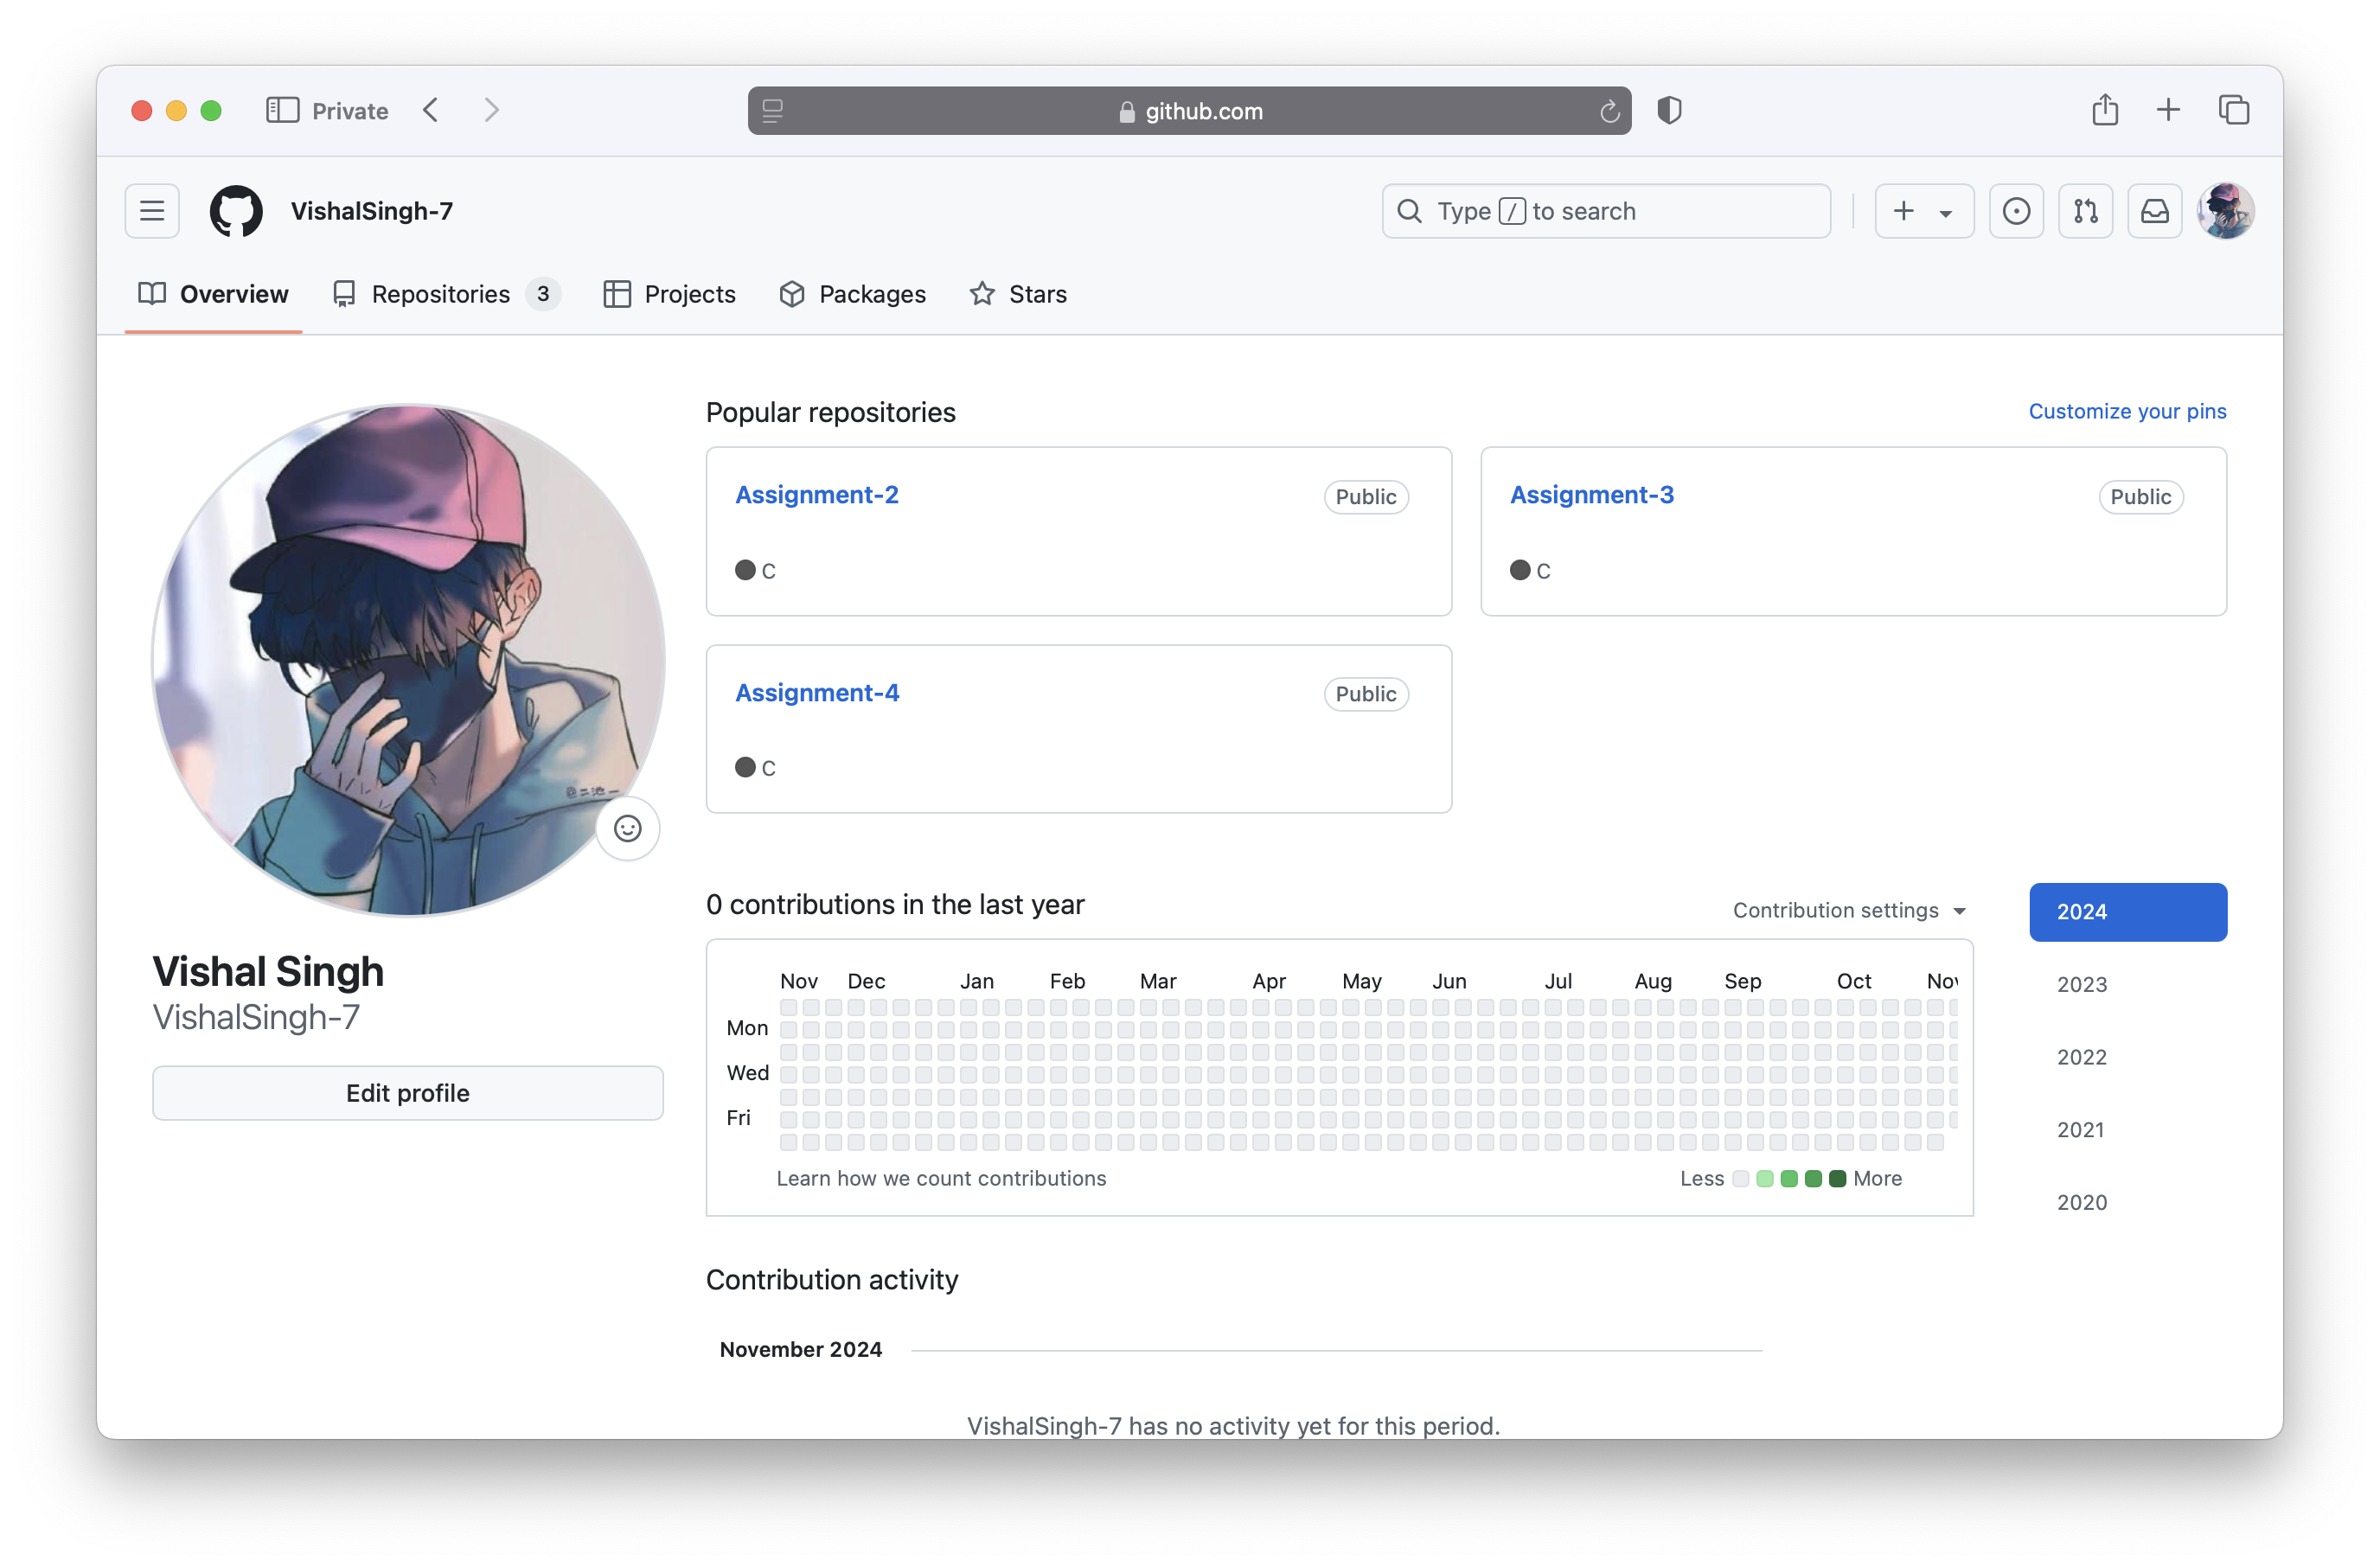 Private
github.com
VishalSingh-7
Type / to search
Overview
Repositories 3
Projects
Packages
Stars
Popular repositories
Customize your pins
Assignment-2
Public
C
Assignment-3
Public
C
Assignment-4
Public
C
@二池一
Vishal Singh
VishalSingh-7
Edit profile
0 contributions in the last year
Contribution settings
2024
2023
2022
2021
2020
Nov Dec Jan Feb Mar Apr May Jun Jul Aug Sep Oct Nov
Mon
Wed
Fri
Learn how we count contributions
Less More
Contribution activity
November 2024
VishalSingh-7 has no activity yet for this period.